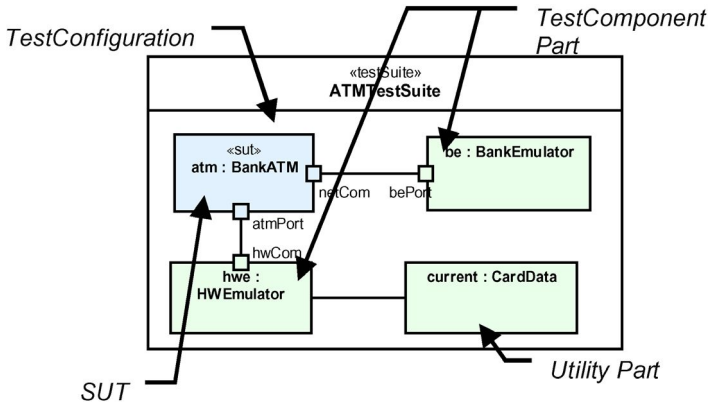 TestConfiguration
TestComponent
Part
«testSuite»
ATMTestSuite
«sut»
atm : BankATM
be : BankEmulator
netCom
bePort
atmPort
hwCom
hwe :
HWEmulator
current : CardData
SUT
Utility Part